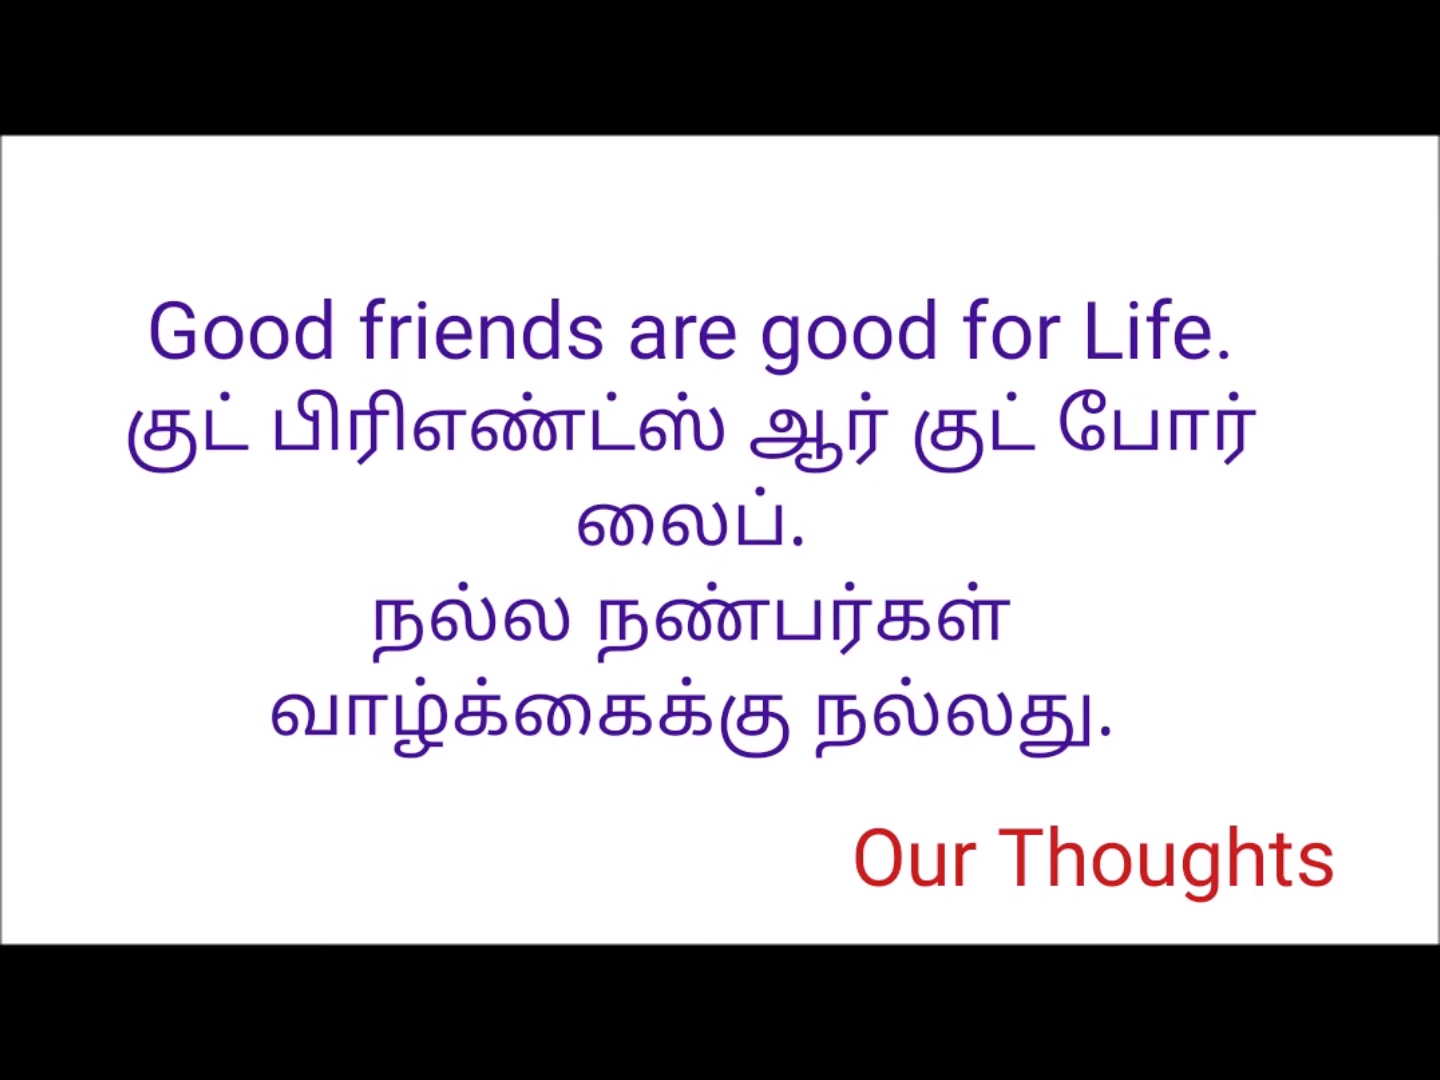 Good friends are good for Life.
குட் பிரிஎண்ட்ஸ் ஆர் குட் போர்
லைப்.
நல்ல நண்பர்கள்
வாழ்க்கைக்கு நல்லது.
Our Thoughts